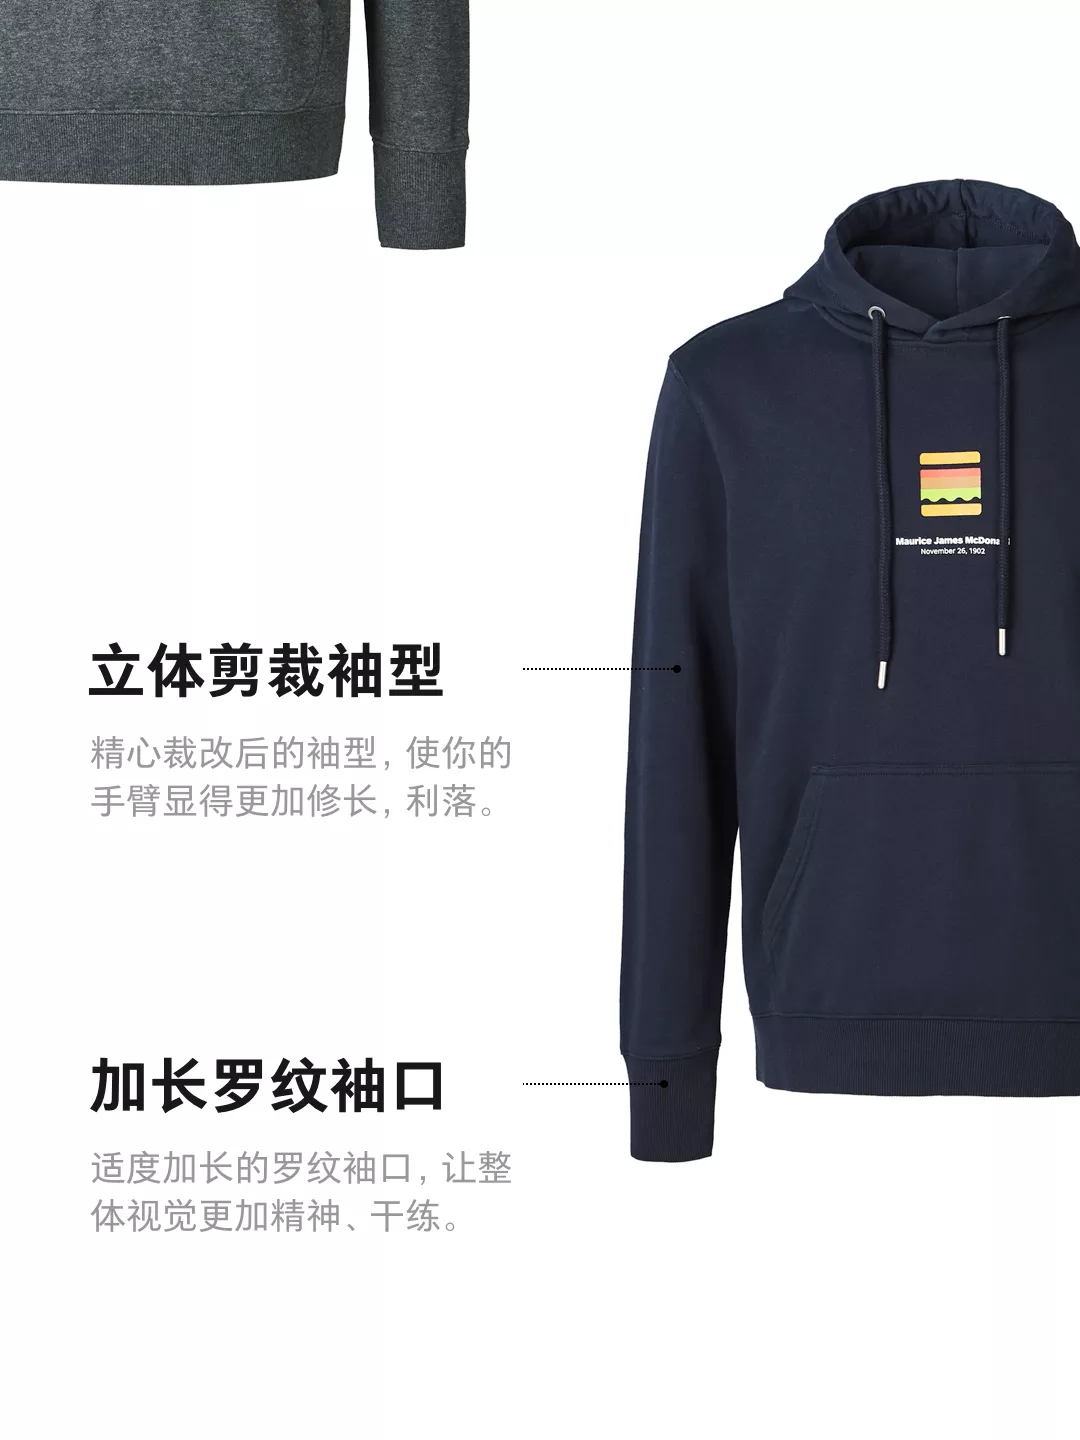 Maurice James McDona
November 26, 1902
立体剪裁袖型
精心裁改后的袖型，使你的
手臂显得更加修长，利落。
加长罗纹袖口
适度加长的罗纹袖口，让整
体视觉更加精神、干练。